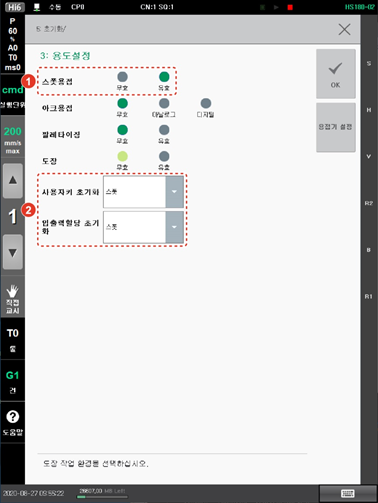 Hi6 수동 CP0 CN:1 SQ:1 HS180-02
P
60
%
A0
T0
ms0
cmd
실행단위
200
mm/s
max
1
직접
교시
T0
툴
G1
건
?
도움말
초기화/
3: 용도설정
1
스폿용접 무효 유효
아크용접 무효 아날로그 디지털
팔레타이징 무효 유효
도장 무효 유효
2
사용자키 초기화 스폿
입출력할당 초기
화 스폿
OK
용접기 설정
S
H
V
R2
B
R1
도장 작업 환경을 선택하십시오.
2020-08-27 09:55:22